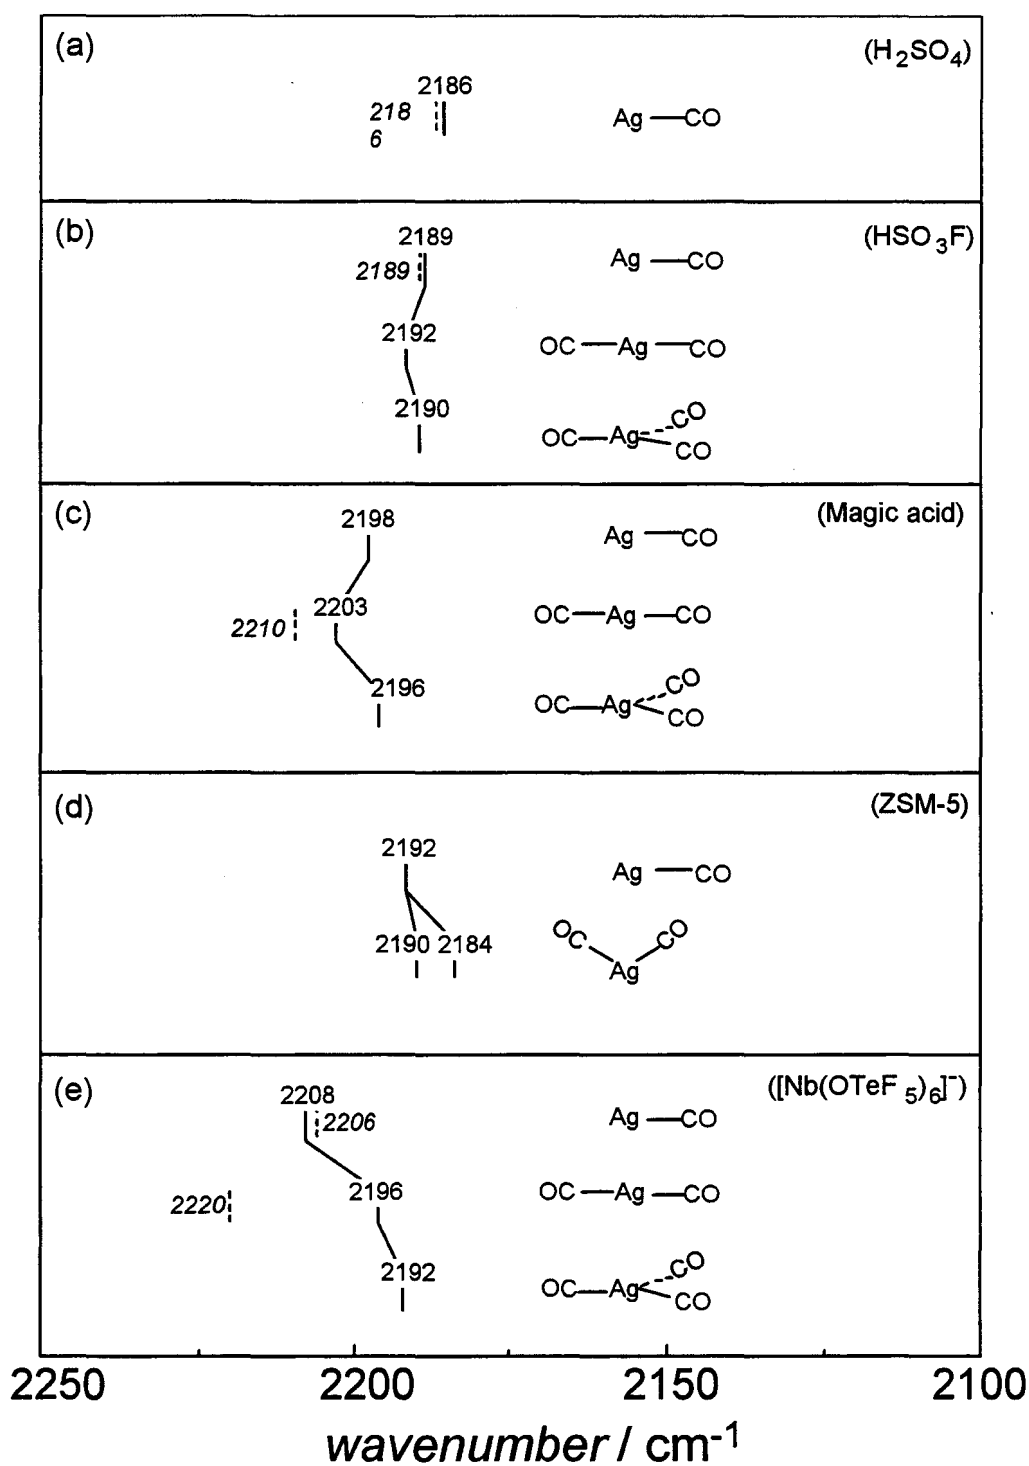 (a) (H2SO4)
2186
218
6
Ag—CO
(b) (HSO3F)
2189
2189
Ag—CO
2192
OC—Ag—CO
2190
OC—Ag
CO
CO
(c) (Magic acid)
2198
Ag—CO
2203
2210
OC—Ag—CO
2196
OC—Ag
CO
CO
(d) (ZSM-5)
2192
Ag—CO
2190 2184
OC CO
Ag
(e) ([Nb(OTeF5)6]⁻)
2208
2206
Ag—CO
2196
2220
OC—Ag—CO
2192
OC—Ag
CO
CO
2250 2200 2150 2100
wavenumber / cm-1